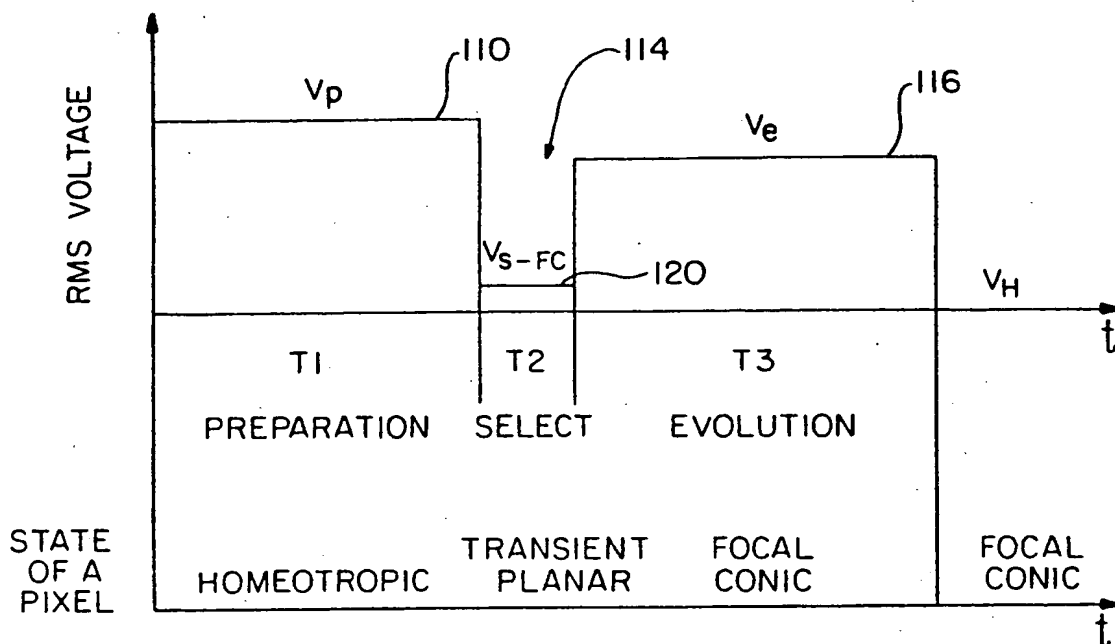 110
114
116
Vp
Ve
RMS VOLTAGE
VS-FC
120
VH
t
T1 T2 T3
PREPARATION SELECT EVOLUTION
STATE OF A PIXEL
HOMEOTROPIC
TRANSIENT PLANAR
FOCAL CONIC
FOCAL CONIC
t